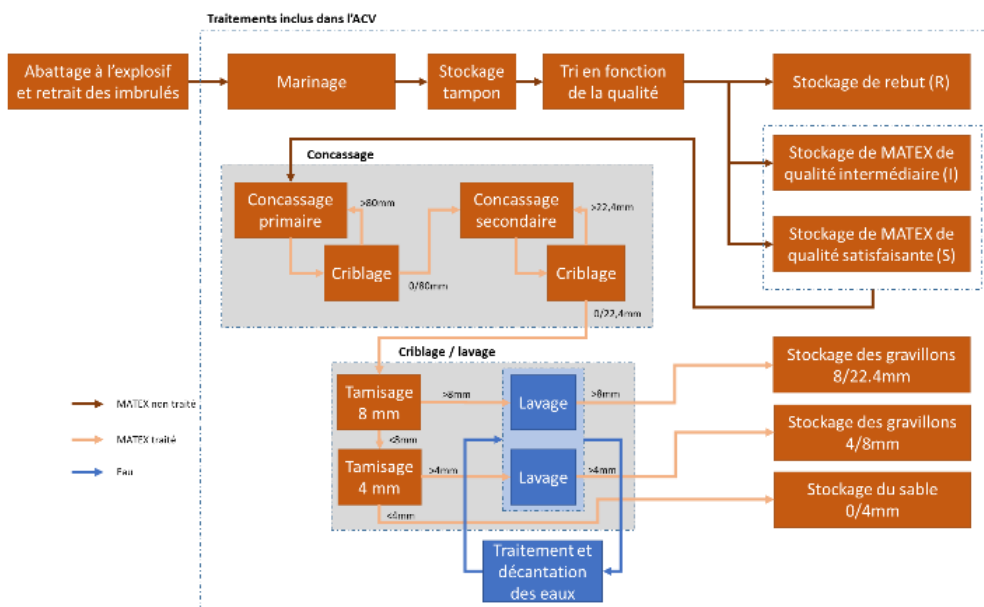 Traitements inclus dans l'ACV
Abattage à l'explosif
et retrait des imbrulés
Marinage
Stockage
tampon
Tri en fonction
de la qualité
Stockage de rebut (R)
Stockage de MATEX de
qualité intermédiaire (I)
Stockage de MATEX de
qualité satisfaisante (S)
Concassage
Concassage
primaire
>80mm
Criblage
0/80mm
Concassage
secondaire
>22,4mm
Criblage
0/22,4mm
Criblage / lavage
Tamisage
8 mm
>8mm
Lavage
>8mm
Stockage des gravillons
8/22.4mm
<8mm
Tamisage
4 mm
>4mm
Lavage
>4mm
Stockage des gravillons
4/8mm
<4mm
Stockage du sable
0/4mm
Traitement et
décantation
des eaux
MATEX non traité
MATEX traité
Eau